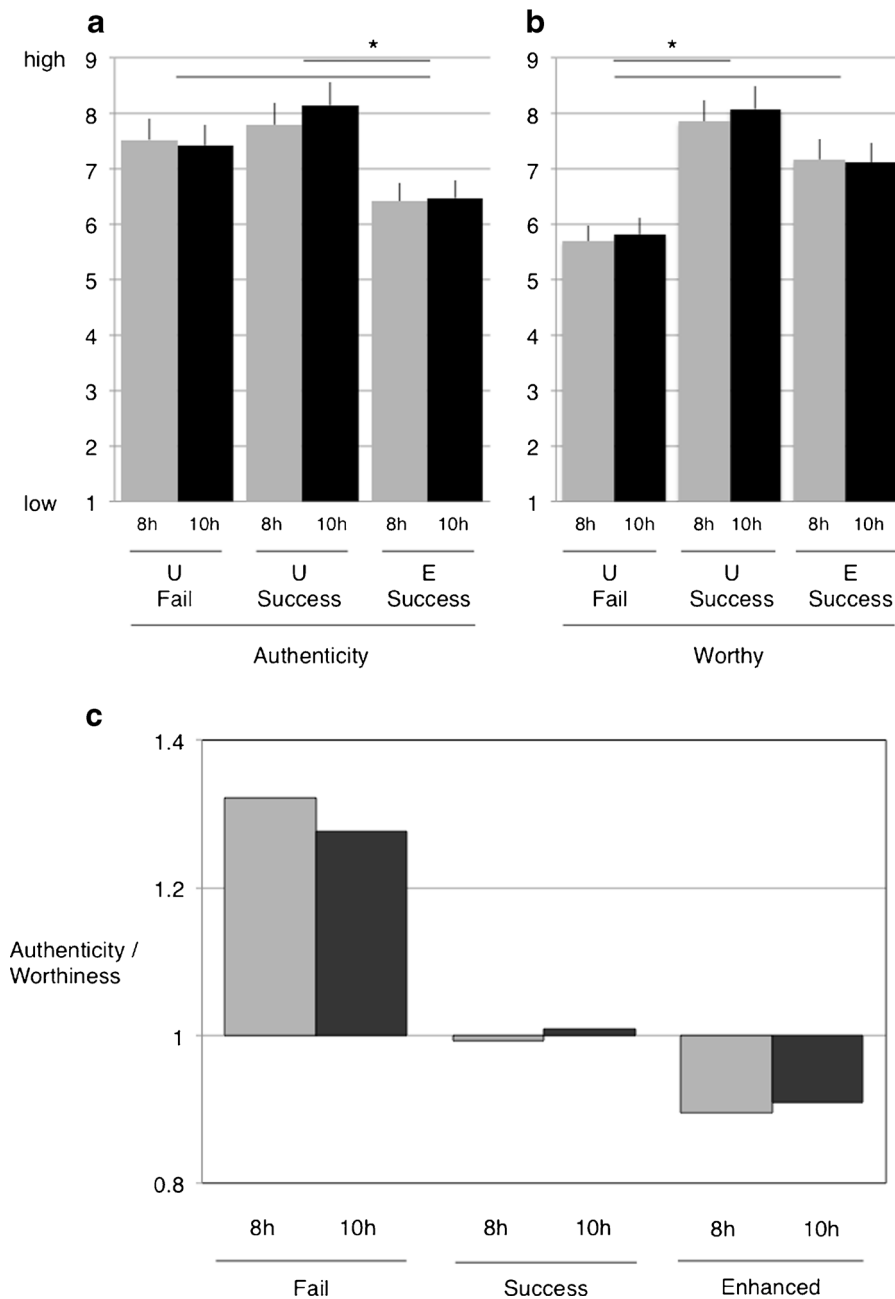 a
b
high
*
9
8
7
6
5
4
3
2
low
1
8h 10h 8h 10h 8h 10h
U U E
Fail Success Success
Authenticity
*
9
8
7
6
5
4
3
2
1
8h 10h 8h 10h 8h 10h
U U E
Fail Success Success
Worthy
c
1.4
1.2
Authenticity /
Worthiness
1
0.8
8h 10h 8h 10h 8h 10h
Fail Success Enhanced